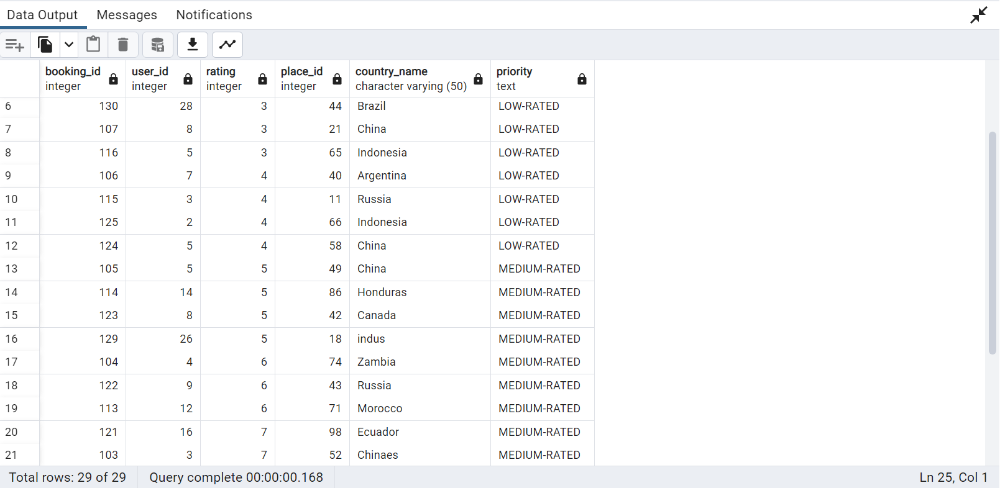 Data Output Messages Notifications
booking_id user_id rating place_id country_name priority
integer integer integer integer character varying (50) text
6 130 28 3 44 Brazil LOW-RATED
7 107 8 3 21 China LOW-RATED
8 116 5 3 65 Indonesia LOW-RATED
9 106 7 4 40 Argentina LOW-RATED
10 115 3 4 11 Russia LOW-RATED
11 125 2 4 66 Indonesia LOW-RATED
12 124 5 4 58 China LOW-RATED
13 105 5 5 49 China MEDIUM-RATED
14 114 14 5 86 Honduras MEDIUM-RATED
15 123 8 5 42 Canada MEDIUM-RATED
16 129 26 5 18 indus MEDIUM-RATED
17 104 4 6 74 Zambia MEDIUM-RATED
18 122 9 6 43 Russia MEDIUM-RATED
19 113 12 6 71 Morocco MEDIUM-RATED
20 121 16 7 98 Ecuador MEDIUM-RATED
21 103 3 7 52 Chinaes MEDIUM-RATED
Total rows: 29 of 29 Query complete 00:00:00.168 Ln 25, Col 1